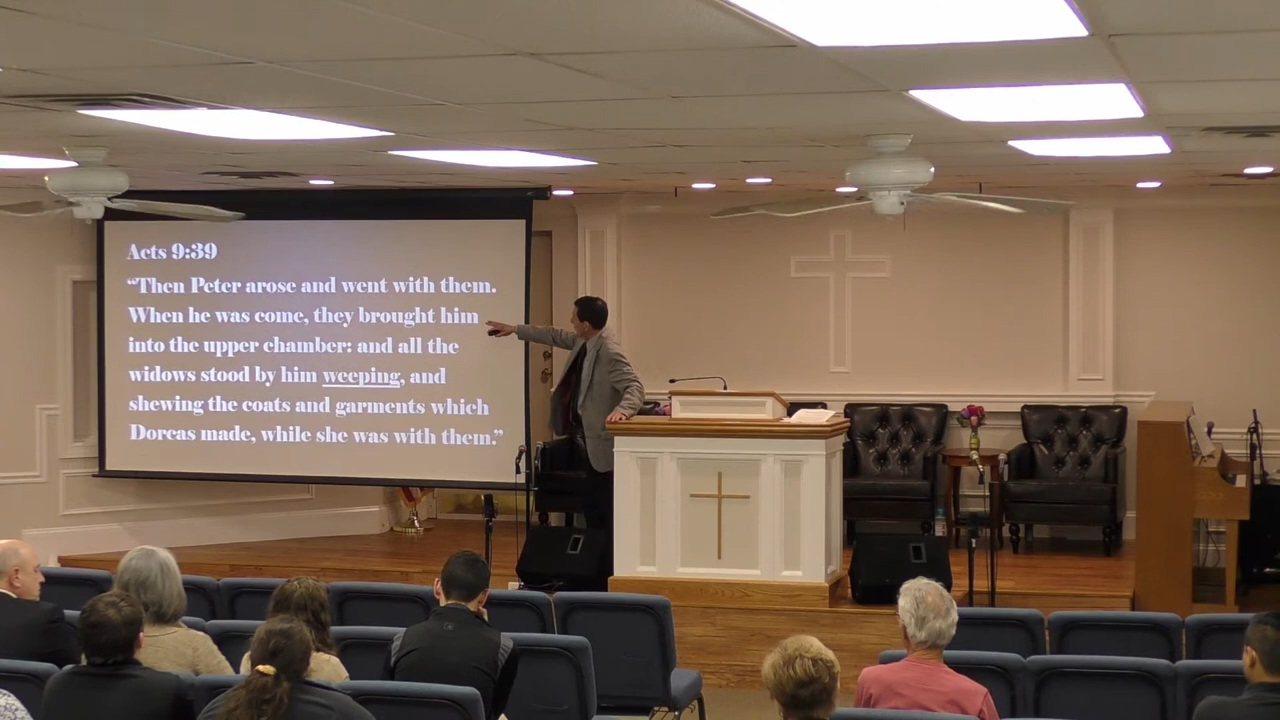 Acts 9:39
“Then Peter arose and went with them.
When he was come, they brought him
into the upper chamber: and all the
widows stood by him weeping, and
shewing the coats and garments which
Dorcas made, while she was with them.”